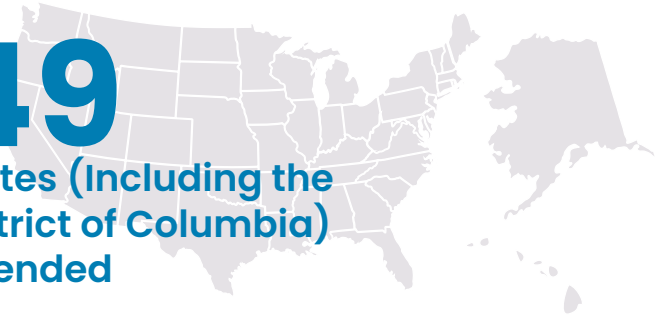 49
tes (Including the
trict of Columbia)
ended